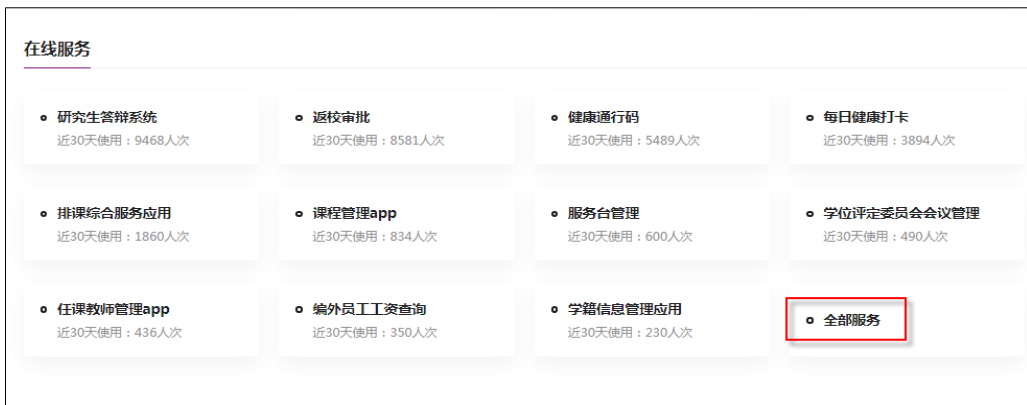 在线服务
研究生答辩系统
近30天使用：9468人次
返校审批
近30天使用：8581人次
健康通行码
近30天使用：5489人次
每日健康打卡
近30天使用：3894人次
排课综合服务应用
近30天使用：1860人次
课程管理app
近30天使用：834人次
服务台管理
近30天使用：600人次
学位评定委员会会议管理
近30天使用：490人次
任课教师管理app
近30天使用：436人次
编外员工工资查询
近30天使用：350人次
学籍信息管理应用
近30天使用：230人次
全部服务